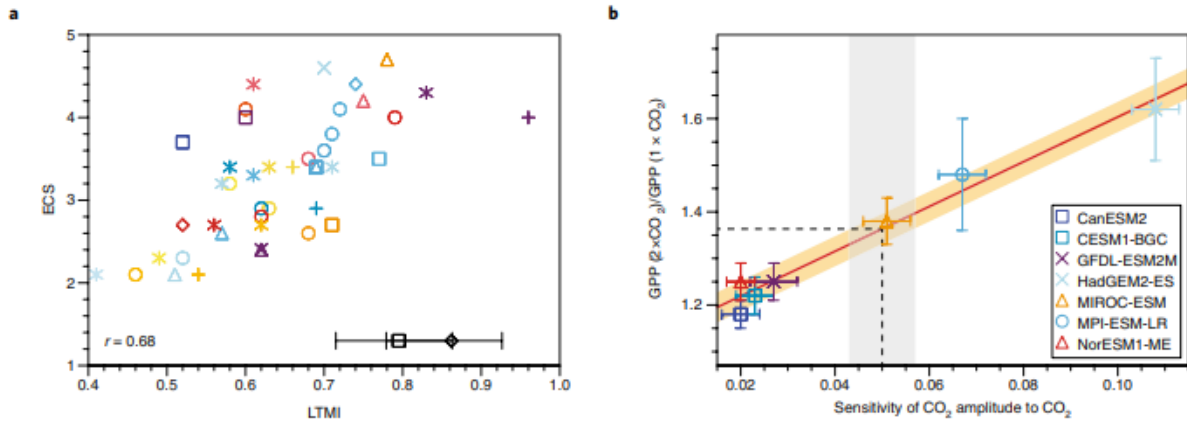 a
5
4
3
2
1
ECS
r = 0.68
0.4 0.5 0.6 0.7 0.8 0.9 1.0
LTMI
b
1.6
1.4
1.2
GPP (2×CO₂)/GPP (1 × CO₂)
CanESM2
CESM1-BGC
GFDL-ESM2M
HadGEM2-ES
MIROC-ESM
MPI-ESM-LR
NorESM1-ME
0.02 0.04 0.06 0.08 0.10
Sensitivity of CO₂ amplitude to CO₂